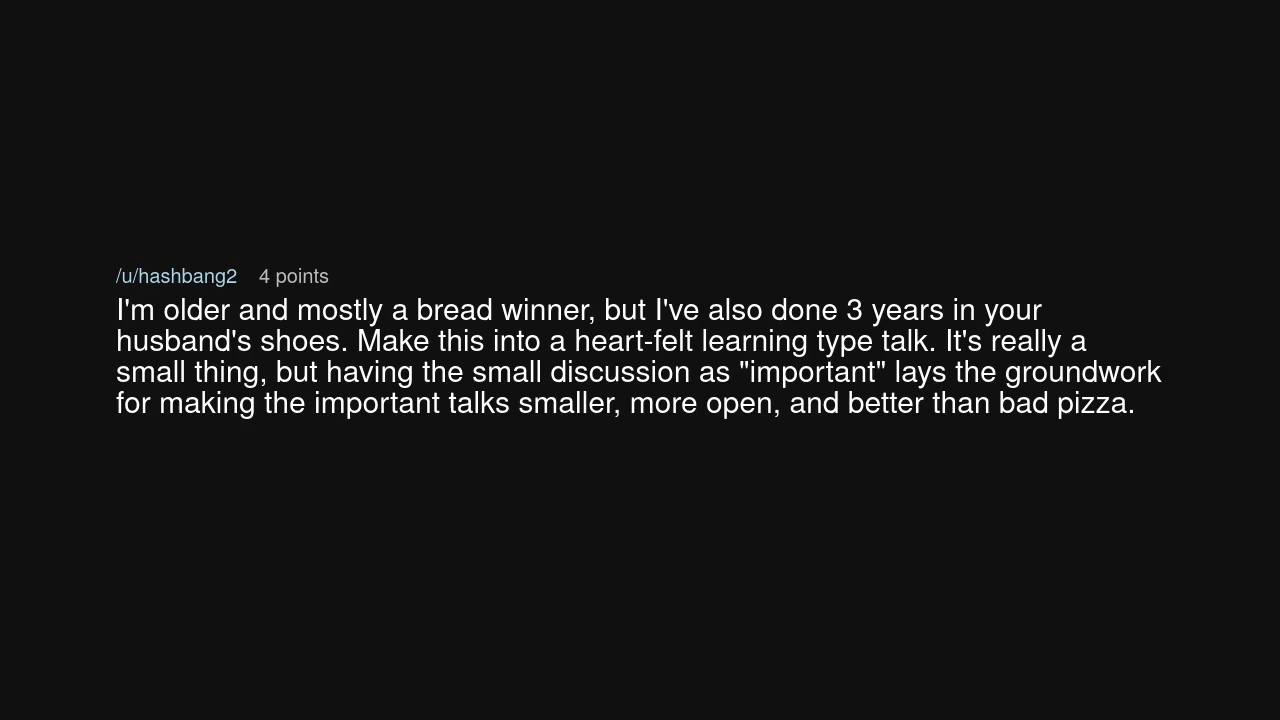 /u/hashbang2 4 points
I'm older and mostly a bread winner, but I've also done 3 years in your
husband's shoes. Make this into a heart-felt learning type talk. It's really a
small thing, but having the small discussion as "important" lays the groundwork
for making the important talks smaller, more open, and better than bad pizza.